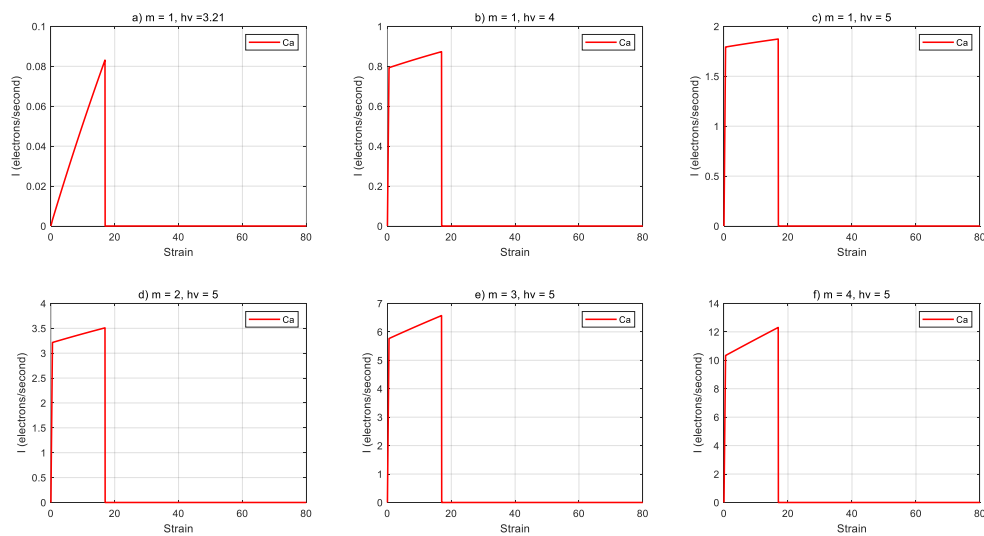 a) m = 1, hv =3.21
0.1
0.08
0.06
0.04
0.02
0
I (electrons/second)
Ca
0 20 40 60 80
Strain
b) m = 1, hv = 4
1
0.8
0.6
0.4
0.2
0
I (electrons/second)
Ca
0 20 40 60 80
Strain
c) m = 1, hv = 5
2
1.5
1
0.5
0
I (electrons/second)
Ca
0 20 40 60 80
Strain
d) m = 2, hv = 5
4
3.5
3
2.5
2
1.5
1
0.5
0
I (electrons/second)
Ca
0 20 40 60 80
Strain
e) m = 3, hv = 5
7
6
5
4
3
2
1
0
I (electrons/second)
Ca
0 20 40 60 80
Strain
f) m = 4, hv = 5
14
12
10
8
6
4
2
0
I (electrons/second)
Ca
0 20 40 60 80
Strain